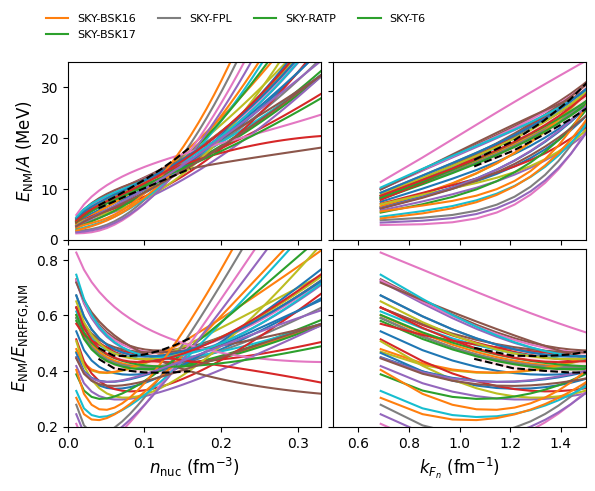 SKY-BSK16 SKY-FPL SKY-RATP SKY-T6
SKY-BSK17
30
20
10
0
E_NM/A (MeV)
0.8
0.6
0.4
0.2
E_NM/E_NRFFG,NM
0.0 0.1 0.2 0.3 0.6 0.8 1.0 1.2 1.4
n_nuc (fm⁻³) k_{F_n} (fm⁻¹)